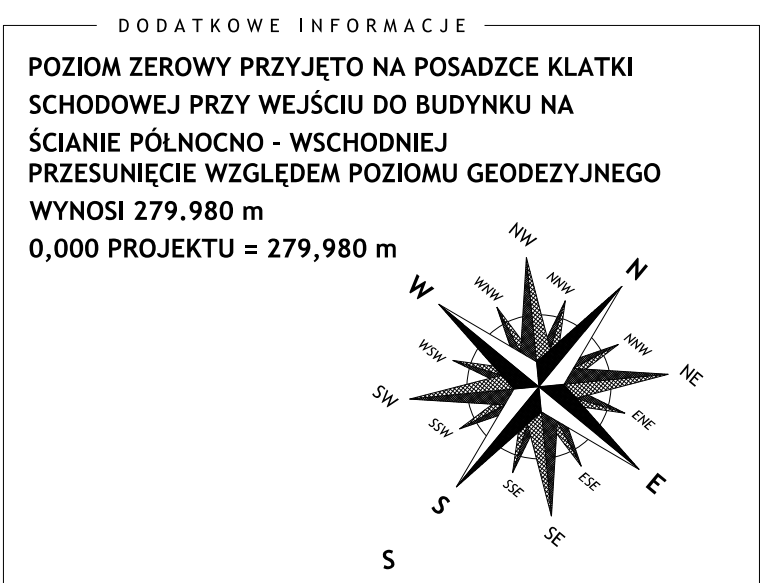 DODATKOWE INFORMACJE
POZIOM ZEROWY PRZYJĘTO NA POSADZCE KLATKI
SCHODOWEJ PRZY WEJŚCIU DO BUDYNKU NA
ŚCIANIE PÓŁNOCNO - WSCHODNIEJ
PRZESUNIĘCIE WZGLĘDEM POZIOMU GEODEZYJNEGO
WYNOSI 279.980 m
0,000 PROJEKTU = 279,980 m
NW
N
W
WNW
NNW
WSW
NNW
NE
SW
SSW
ENE
S
SSE
ESE
E
SE
S